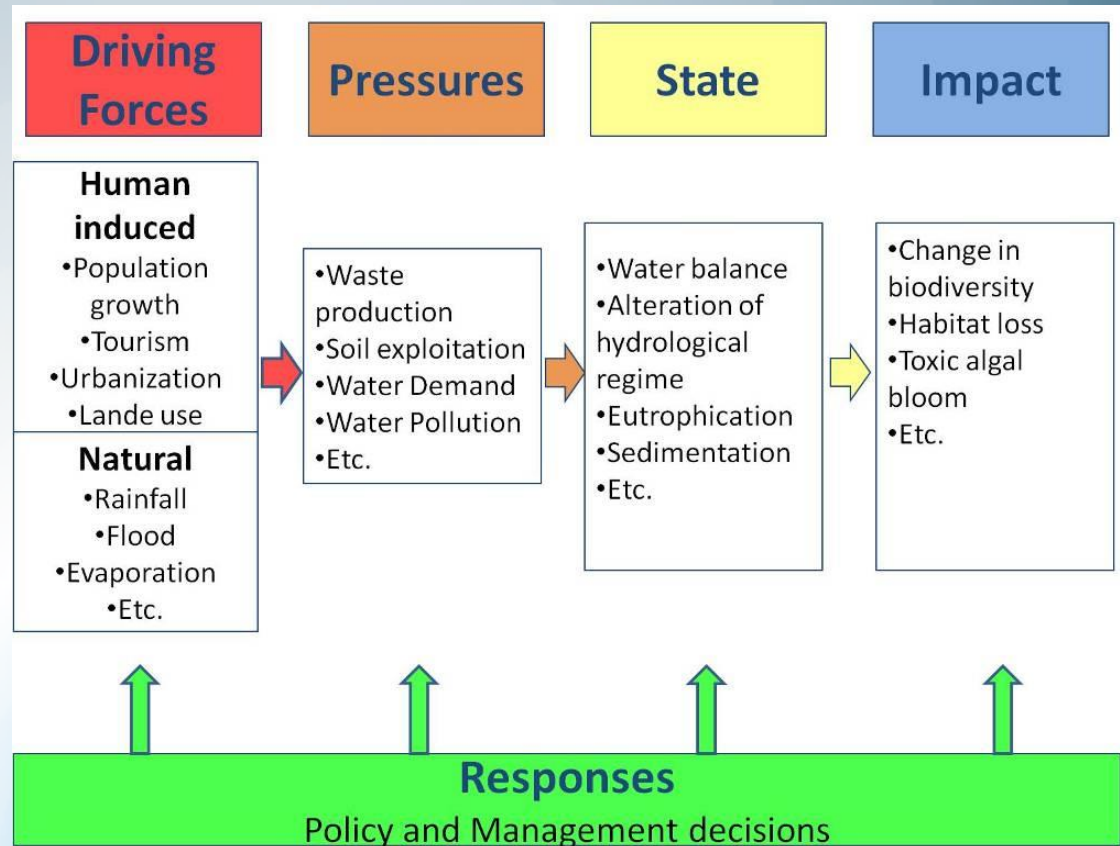 Driving
Forces
Pressures
State
Impact
Human
induced
•Population
growth
•Tourism
•Urbanization
•Lande use
Natural
•Rainfall
•Flood
•Evaporation
•Etc.
•Waste
production
•Soil exploitation
•Water Demand
•Water Pollution
•Etc.
•Water balance
•Alteration of
hydrological
regime
•Eutrophication
•Sedimentation
•Etc.
•Change in
biodiversity
•Habitat loss
•Toxic algal
bloom
•Etc.
Responses
Policy and Management decisions